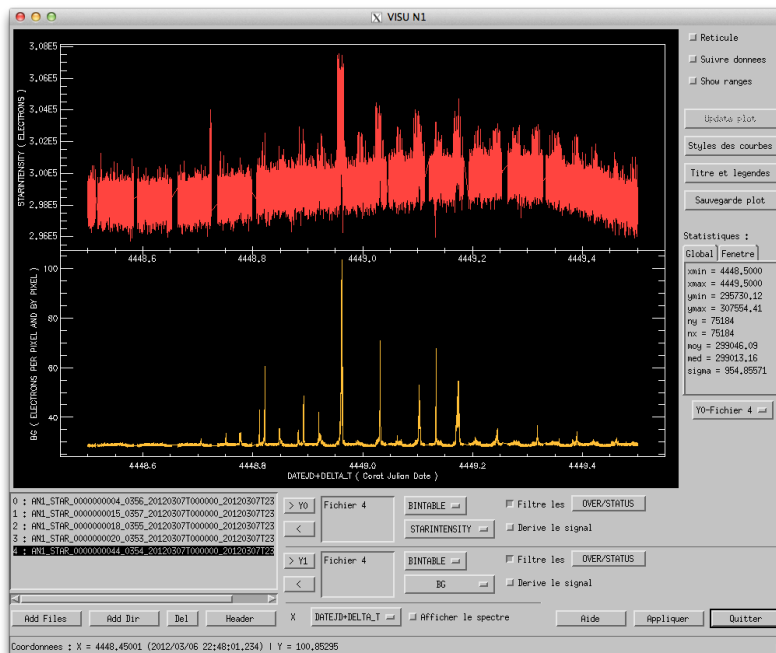 X VISU N1
3.08E5
3.06E5
3.04E5
3.02E5
3.00E5
2.98E5
2.96E5
STARINTENSITY ( ELECTRONS )
4448.6 4448.8 4449.0 4449.2 4449.4
100
80
60
40
BG ( ELECTRONS PER PIXEL AND BY PIXEL)
4448.6 4448.8 4449.0 4449.2 4449.4
DATEJD+DELTA_T ( Corot Julian Date )
Reticule
Suivre donnees
Show ranges
Update plot
Styles des courbes
Titre et legendes
Sauvegarde plot
Statistiques :
Global Fenetre
xmin = 4448.5000
xmax = 4449.5000
ymin = 295730.12
ymax = 307554.41
ny = 75184
nx = 75184
moy = 299046.09
med = 299013.16
sigma = 954.85571
Y0-Fichier 4
0 : AN1_STAR_0000000004_0356_20120307T000000_20120307T23
1 : AN1_STAR_0000000015_0357_20120307T000000_20120307T23
2 : AN1_STAR_0000000018_0355_20120307T000000_20120307T23
3 : AN1_STAR_0000000020_0353_20120307T000000_20120307T23
4 : AN1_STAR_0000000044_0354_20120307T000000_20120307T23
> Y0 Fichier 4 BINTABLE Filtre les OVER/STATUS
< STARINTENSITY Derive le signal
> Y1 Fichier 4 BINTABLE Filtre les OVER/STATUS
< BG Derive le signal
Add Files Add Dir Del Header X DATEJD+DELTA_T Afficher le spectre Aide Appliquer Quitter
Coordonnees : X = 4448.45001 (2012/03/06 22:48:01.234) | Y = 100.85295